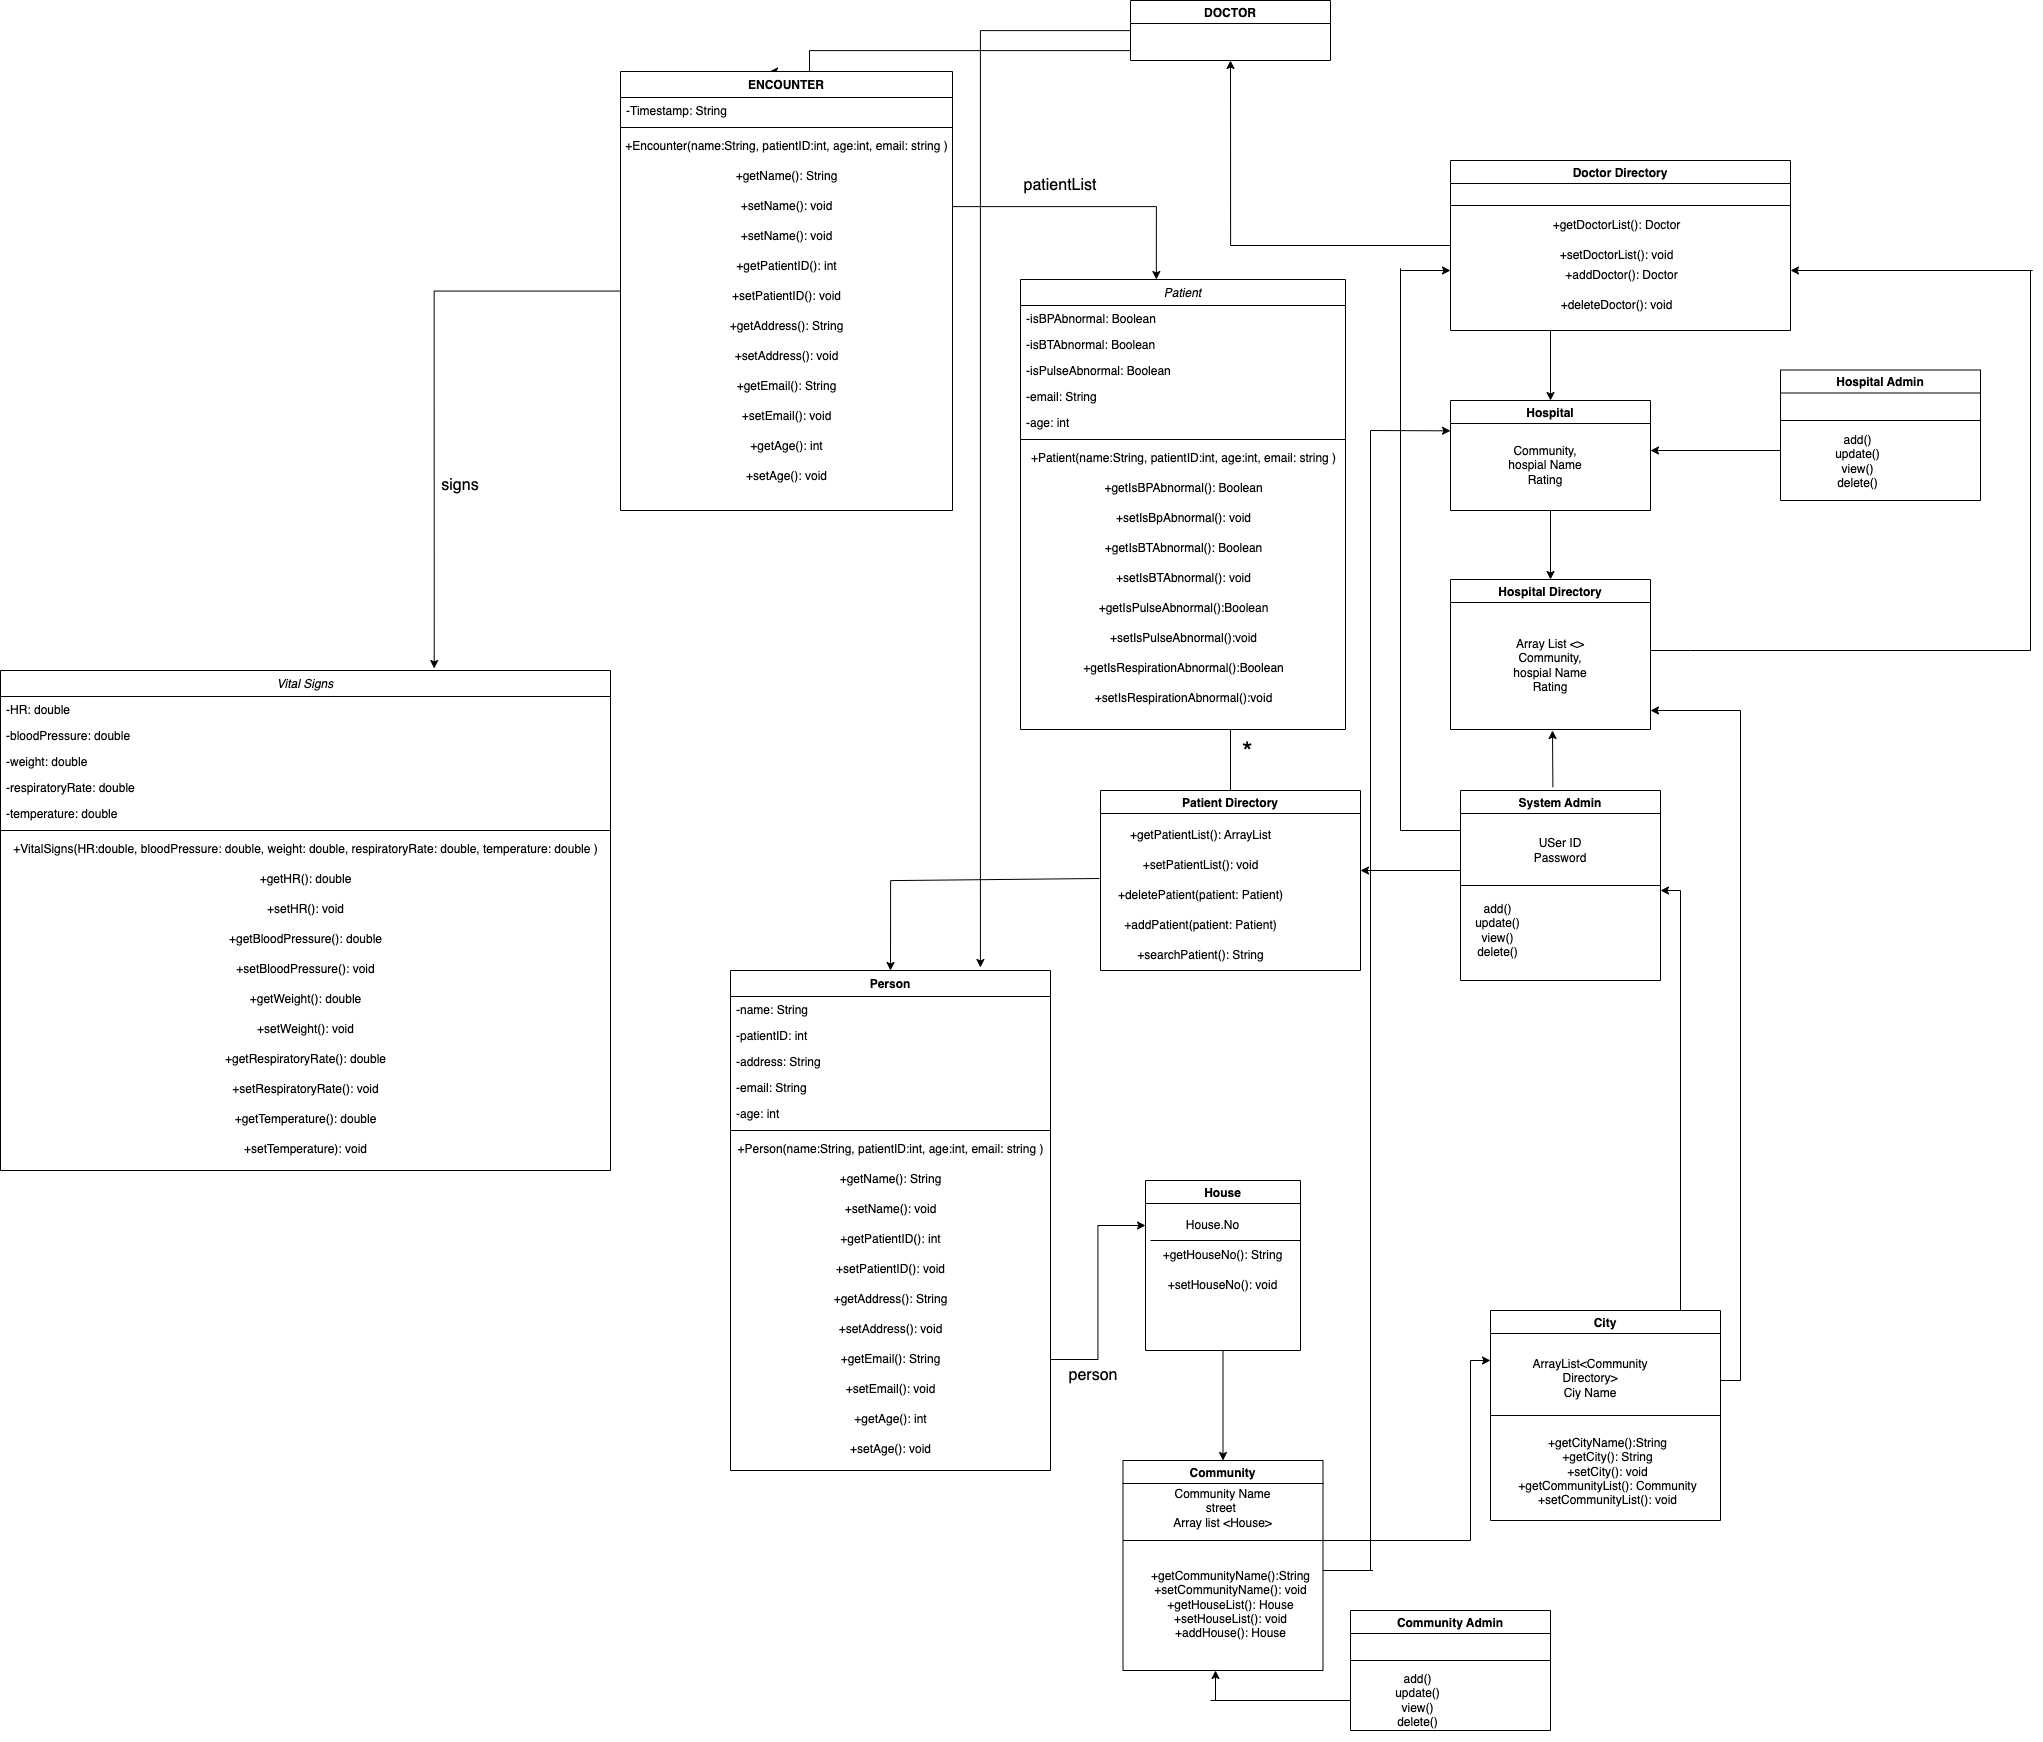 DOCTOR
ENCOUNTER
-Timestamp: String
+Encounter(name:String, patientID:int, age:int, email: string )
+getName(): String
+setName(): void
+setName(): void
+getPatientID(): int
+setPatientID(): void
+getAddress(): String
+setAddress(): void
+getEmail(): String
+setEmail(): void
+getAge(): int
+setAge(): void
patientList
signs
Patient
-isBPAbnormal: Boolean
-isBTAbnormal: Boolean
-isPulseAbnormal: Boolean
-email: String
-age: int
+Patient(name:String, patientID:int, age:int, email: string )
+getIsBPAbnormal(): Boolean
+setIsBpAbnormal(): void
+getIsBTAbnormal(): Boolean
+setIsBTAbnormal(): void
+getIsPulseAbnormal():Boolean
+setIsPulseAbnormal():void
+getIsRespirationAbnormal():Boolean
+setIsRespirationAbnormal():void
*
Doctor Directory
+getDoctorList(): Doctor
+setDoctorList(): void
+addDoctor(): Doctor
+deleteDoctor(): void
Hospital
Community,
hospial Name
Rating
Hospital Admin
add()
update()
view()
delete()
Hospital Directory
Array List <>
Community,
hospial Name
Rating
Vital Signs
-HR: double
-bloodPressure: double
-weight: double
-respiratoryRate: double
-temperature: double
+VitalSigns(HR:double, bloodPressure: double, weight: double, respiratoryRate: double, temperature: double )
+getHR(): double
+setHR(): void
+getBloodPressure(): double
+setBloodPressure(): void
+getWeight(): double
+setWeight(): void
+getRespiratoryRate(): double
+setRespiratoryRate(): void
+getTemperature(): double
+setTemperature): void
Patient Directory
+getPatientList(): ArrayList
+setPatientList(): void
+deletePatient(patient: Patient)
+addPatient(patient: Patient)
+searchPatient(): String
System Admin
USer ID
Password
add()
update()
view()
delete()
Person
-name: String
-patientID: int
-address: String
-email: String
-age: int
+Person(name:String, patientID:int, age:int, email: string )
+getName(): String
+setName(): void
+getPatientID(): int
+setPatientID(): void
+getAddress(): String
+setAddress(): void
+getEmail(): String
+setEmail(): void
+getAge(): int
+setAge(): void
person
House
House.No
+getHouseNo(): String
+setHouseNo(): void
City
ArrayList<Community
Directory>
Ciy Name
+getCityName():String
+getCity(): String
+setCity(): void
+getCommunityList(): Community
+setCommunityList(): void
Community
Community Name
street
Array list <House>
+getCommunityName():String
+setCommunityName(): void
+getHouseList(): House
+setHouseList(): void
+addHouse(): House
Community Admin
add()
update()
view()
delete()